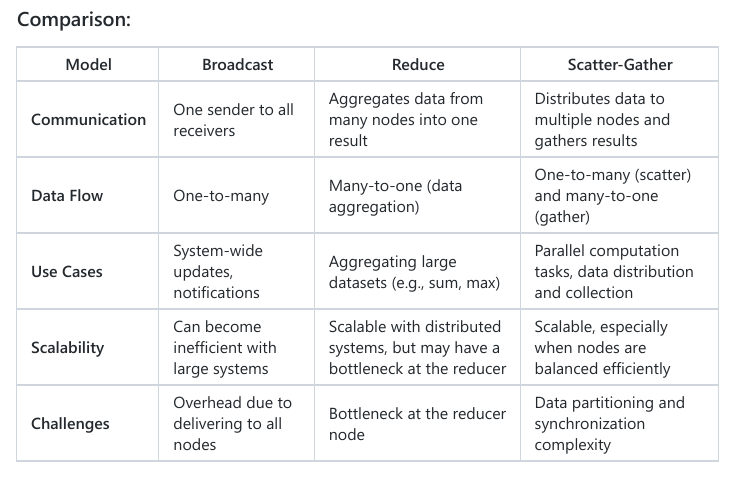 Comparison:
Model Broadcast Reduce Scatter-Gather
Communication
One sender to all
receivers
Aggregates data from
many nodes into one
result
Distributes data to
multiple nodes and
gathers results
Data Flow
One-to-many
Many-to-one (data
aggregation)
One-to-many (scatter)
and many-to-one
(gather)
Use Cases
System-wide
updates,
notifications
Aggregating large
datasets (e.g., sum, max)
Parallel computation
tasks, data distribution
and collection
Scalability
Can become
inefficient with
large systems
Scalable with distributed
systems, but may have a
bottleneck at the reducer
Scalable, especially
when nodes are
balanced efficiently
Challenges
Overhead due to
delivering to all
nodes
Bottleneck at the reducer
node
Data partitioning and
synchronization
complexity